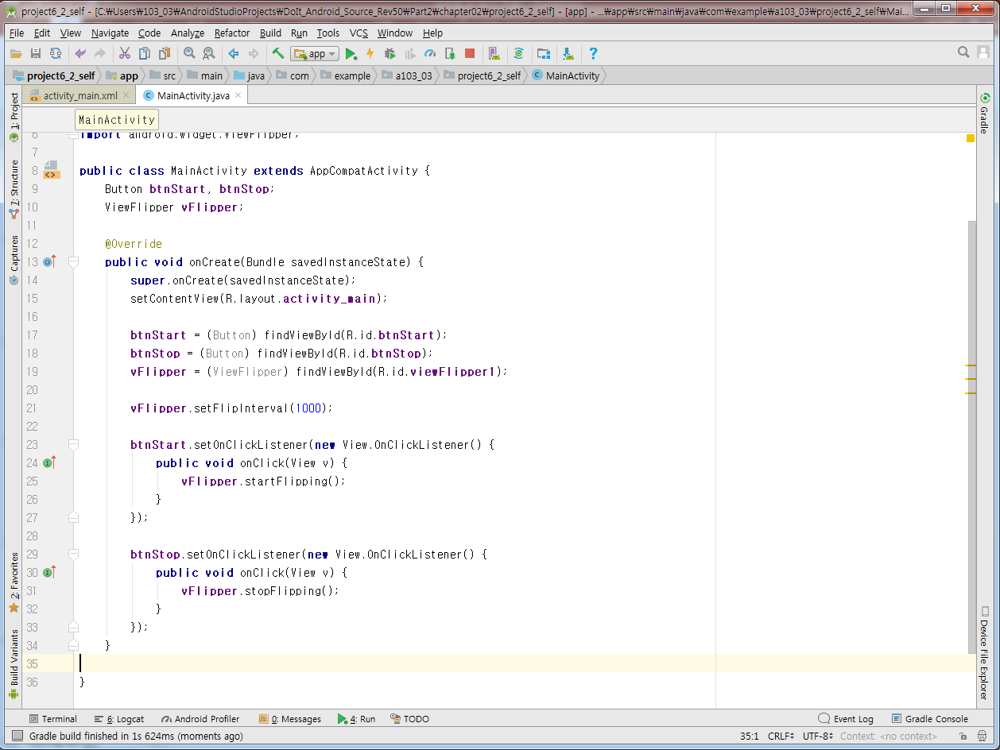 project6_2_self - [C:₩Users₩103_03₩AndroidStudioProjects₩DoIt_Android_Source_Rev50₩Part2₩chapter02₩project6_2_self] - [app] - ...₩app₩src₩main₩java₩com₩example₩a103_03₩project6_2_self₩Mai...
File Edit View Navigate Code Analyze Refactor Build Run Tools VCS Window Help
app
project6_2_self app src main java com example a103_03 project6_2_self MainActivity
activity_main.xml MainActivity.java
MainActivity
1: Project
7: Structure
Captures
2: Favorites
Build Variants
Gradle
Device File Explorer
6 import android.widget.ViewFlipper;
7
8 public class MainActivity extends AppCompatActivity {
9 Button btnStart, btnStop;
10 ViewFlipper vFlipper;
11
12 @Override
13 public void onCreate(Bundle savedInstanceState) {
14 super.onCreate(savedInstanceState);
15 setContentView(R.layout.activity_main);
16
17 btnStart = (Button) findViewById(R.id.btnStart);
18 btnStop = (Button) findViewById(R.id.btnStop);
19 vFlipper = (ViewFlipper) findViewById(R.id.viewFlipper1);
20
21 vFlipper.setFlipInterval(1000);
22
23 btnStart.setOnClickListener(new View.OnClickListener() {
24 public void onClick(View v) {
25 vFlipper.startFlipping();
26 }
27 });
28
29 btnStop.setOnClickListener(new View.OnClickListener() {
30 public void onClick(View v) {
31 vFlipper.stopFlipping();
32 }
33 });
34 }
35
36 }
Terminal 6: Logcat Android Profiler 0: Messages 4: Run TODO Event Log Gradle Console
Gradle build finished in 1s 624ms (moments ago) 35:1 CRLF UTF-8 Context: <no context>